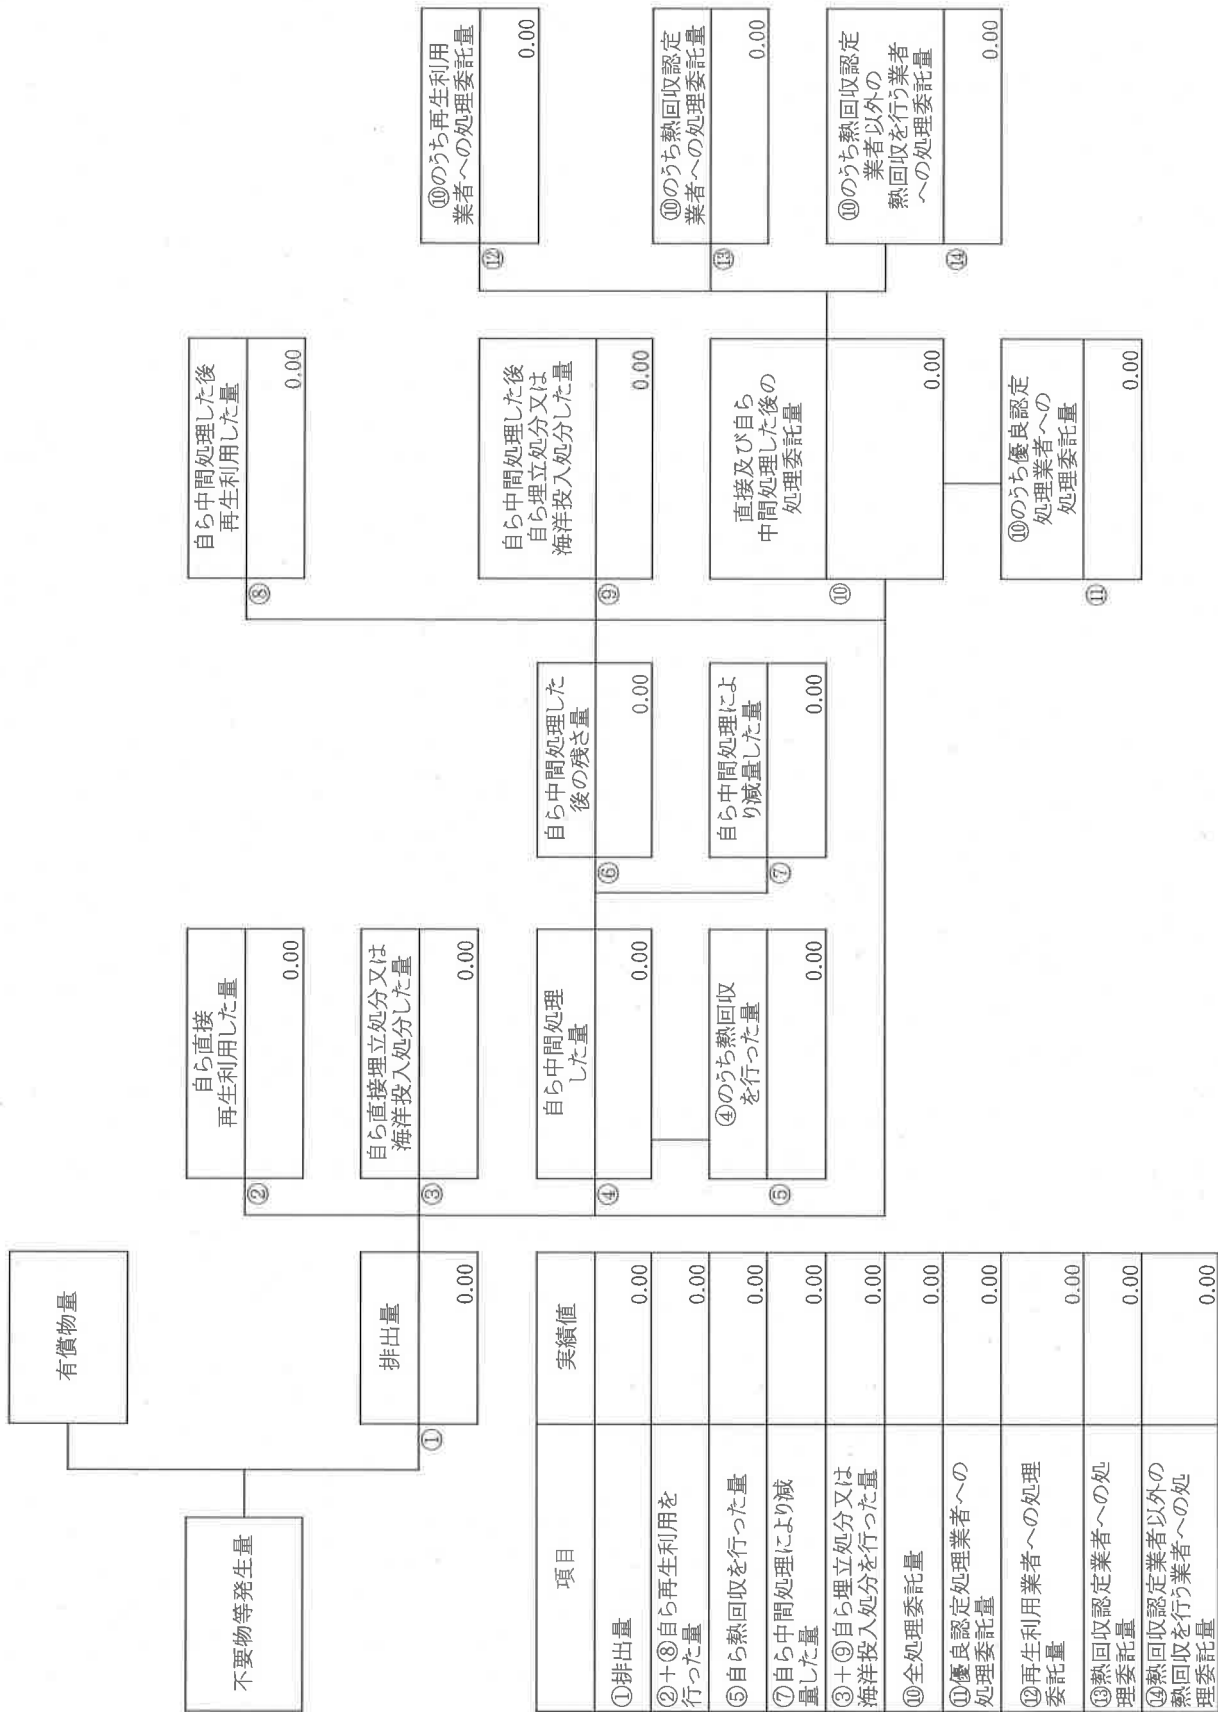 不要物等発生量
有償物量
①
排出量
0.00
②
自ら直接
再生利用した量
0.00
③
自ら直接埋立処分又は
海洋投入処分した量
0.00
④
自ら中間処理
した量
0.00
⑤
④のうち熱回収
を行った量
0.00
⑥
自ら中間処理した
後の残さ量
0.00
⑦
自ら中間処理によ
り減量した量
0.00
⑧
自ら中間処理した後
再生利用した量
0.00
⑨
自ら中間処理した後
自ら埋立処分又は
海洋投入処分した量
0.00
⑩
直接及び自ら
中間処理した後の
処理委託量
0.00
⑪
⑩のうち優良認定
処理業者への
処理委託量
0.00
⑫
⑩のうち再生利用
業者への処理委託量
0.00
⑬
⑩のうち熱回収認定
業者への処理委託量
0.00
⑭
⑩のうち熱回収認定
業者以外の
熱回収を行う業者
への処理委託量
0.00
項目 実績値
①排出量 0.00
②+⑧自ら再生利用を
行った量 0.00
⑤自ら熱回収を行った量 0.00
⑦自ら中間処理により減
量した量 0.00
③+⑨自ら埋立処分又は
海洋投入処分を行った量 0.00
⑩全処理委託量 0.00
⑪優良認定処理業者への
処理委託量 0.00
⑫再生利用業者への処理
委託量 0.00
⑬熱回収認定業者への処
理委託量 0.00
⑭熱回収認定業者以外の
熱回収を行う業者への処
理委託量 0.00